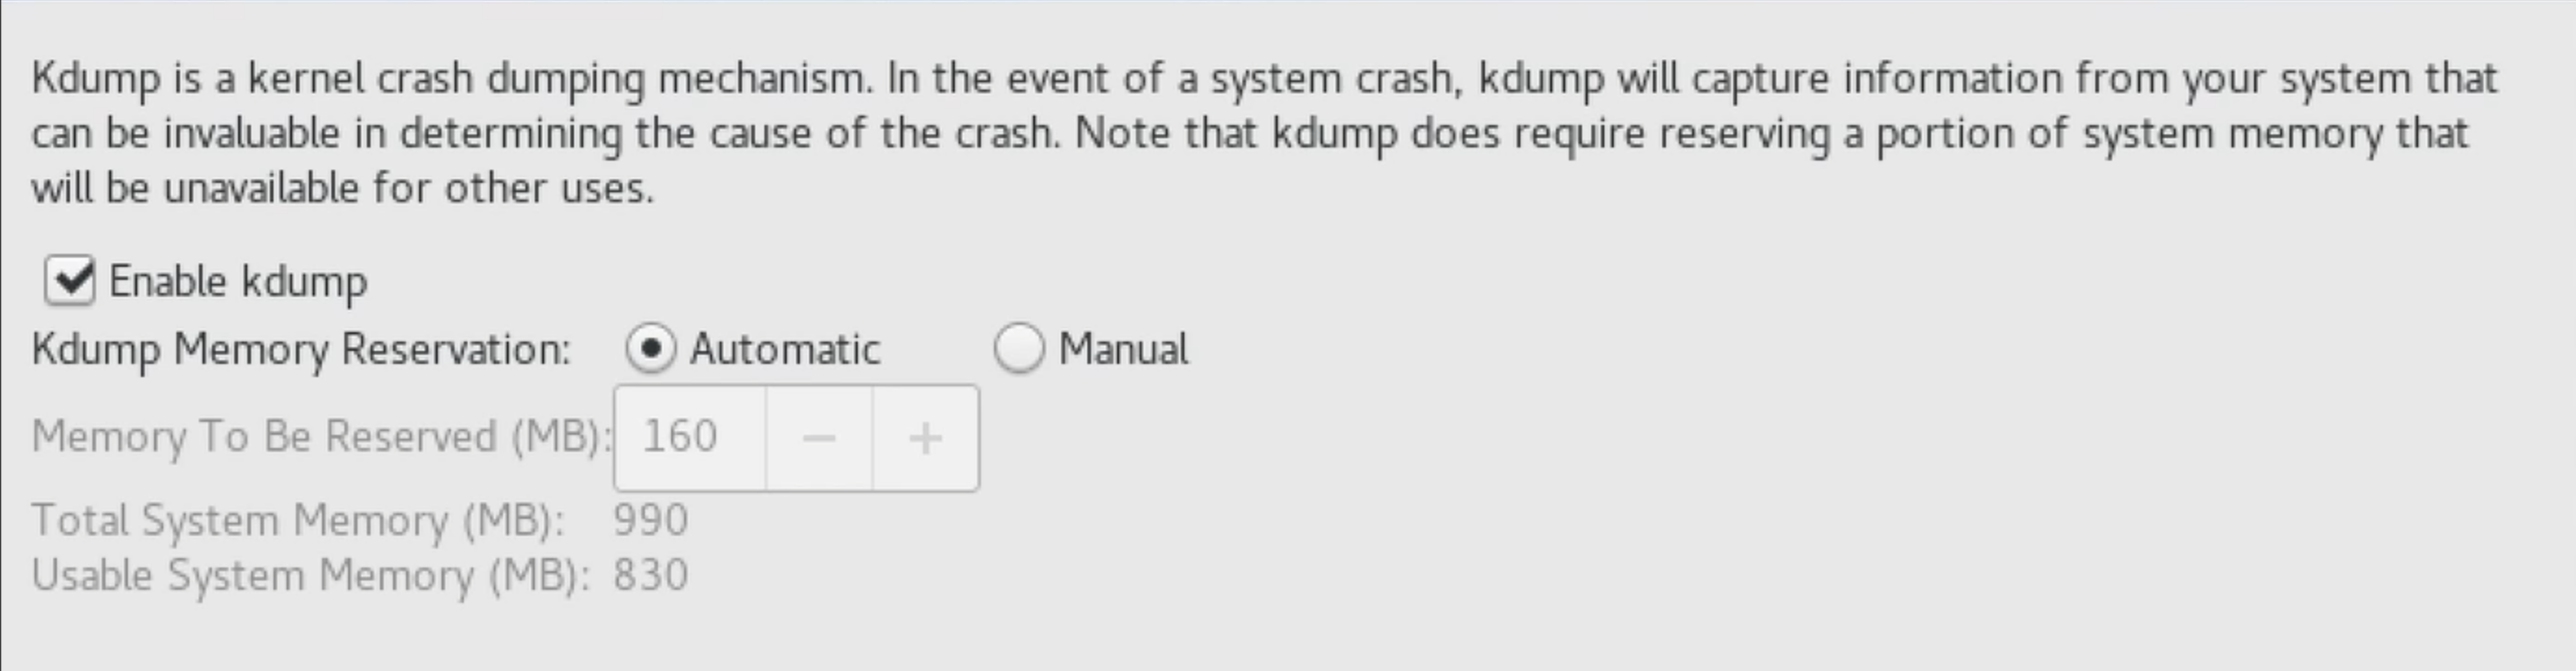 Kdump is a kernel crash dumping mechanism. In the event of a system crash, kdump will capture information from your system that
can be invaluable in determining the cause of the crash. Note that kdump does require reserving a portion of system memory that
will be unavailable for other uses.
Enable kdump
Kdump Memory Reservation: Automatic Manual
Memory To Be Reserved (MB): 160 − +
Total System Memory (MB): 990
Usable System Memory (MB): 830